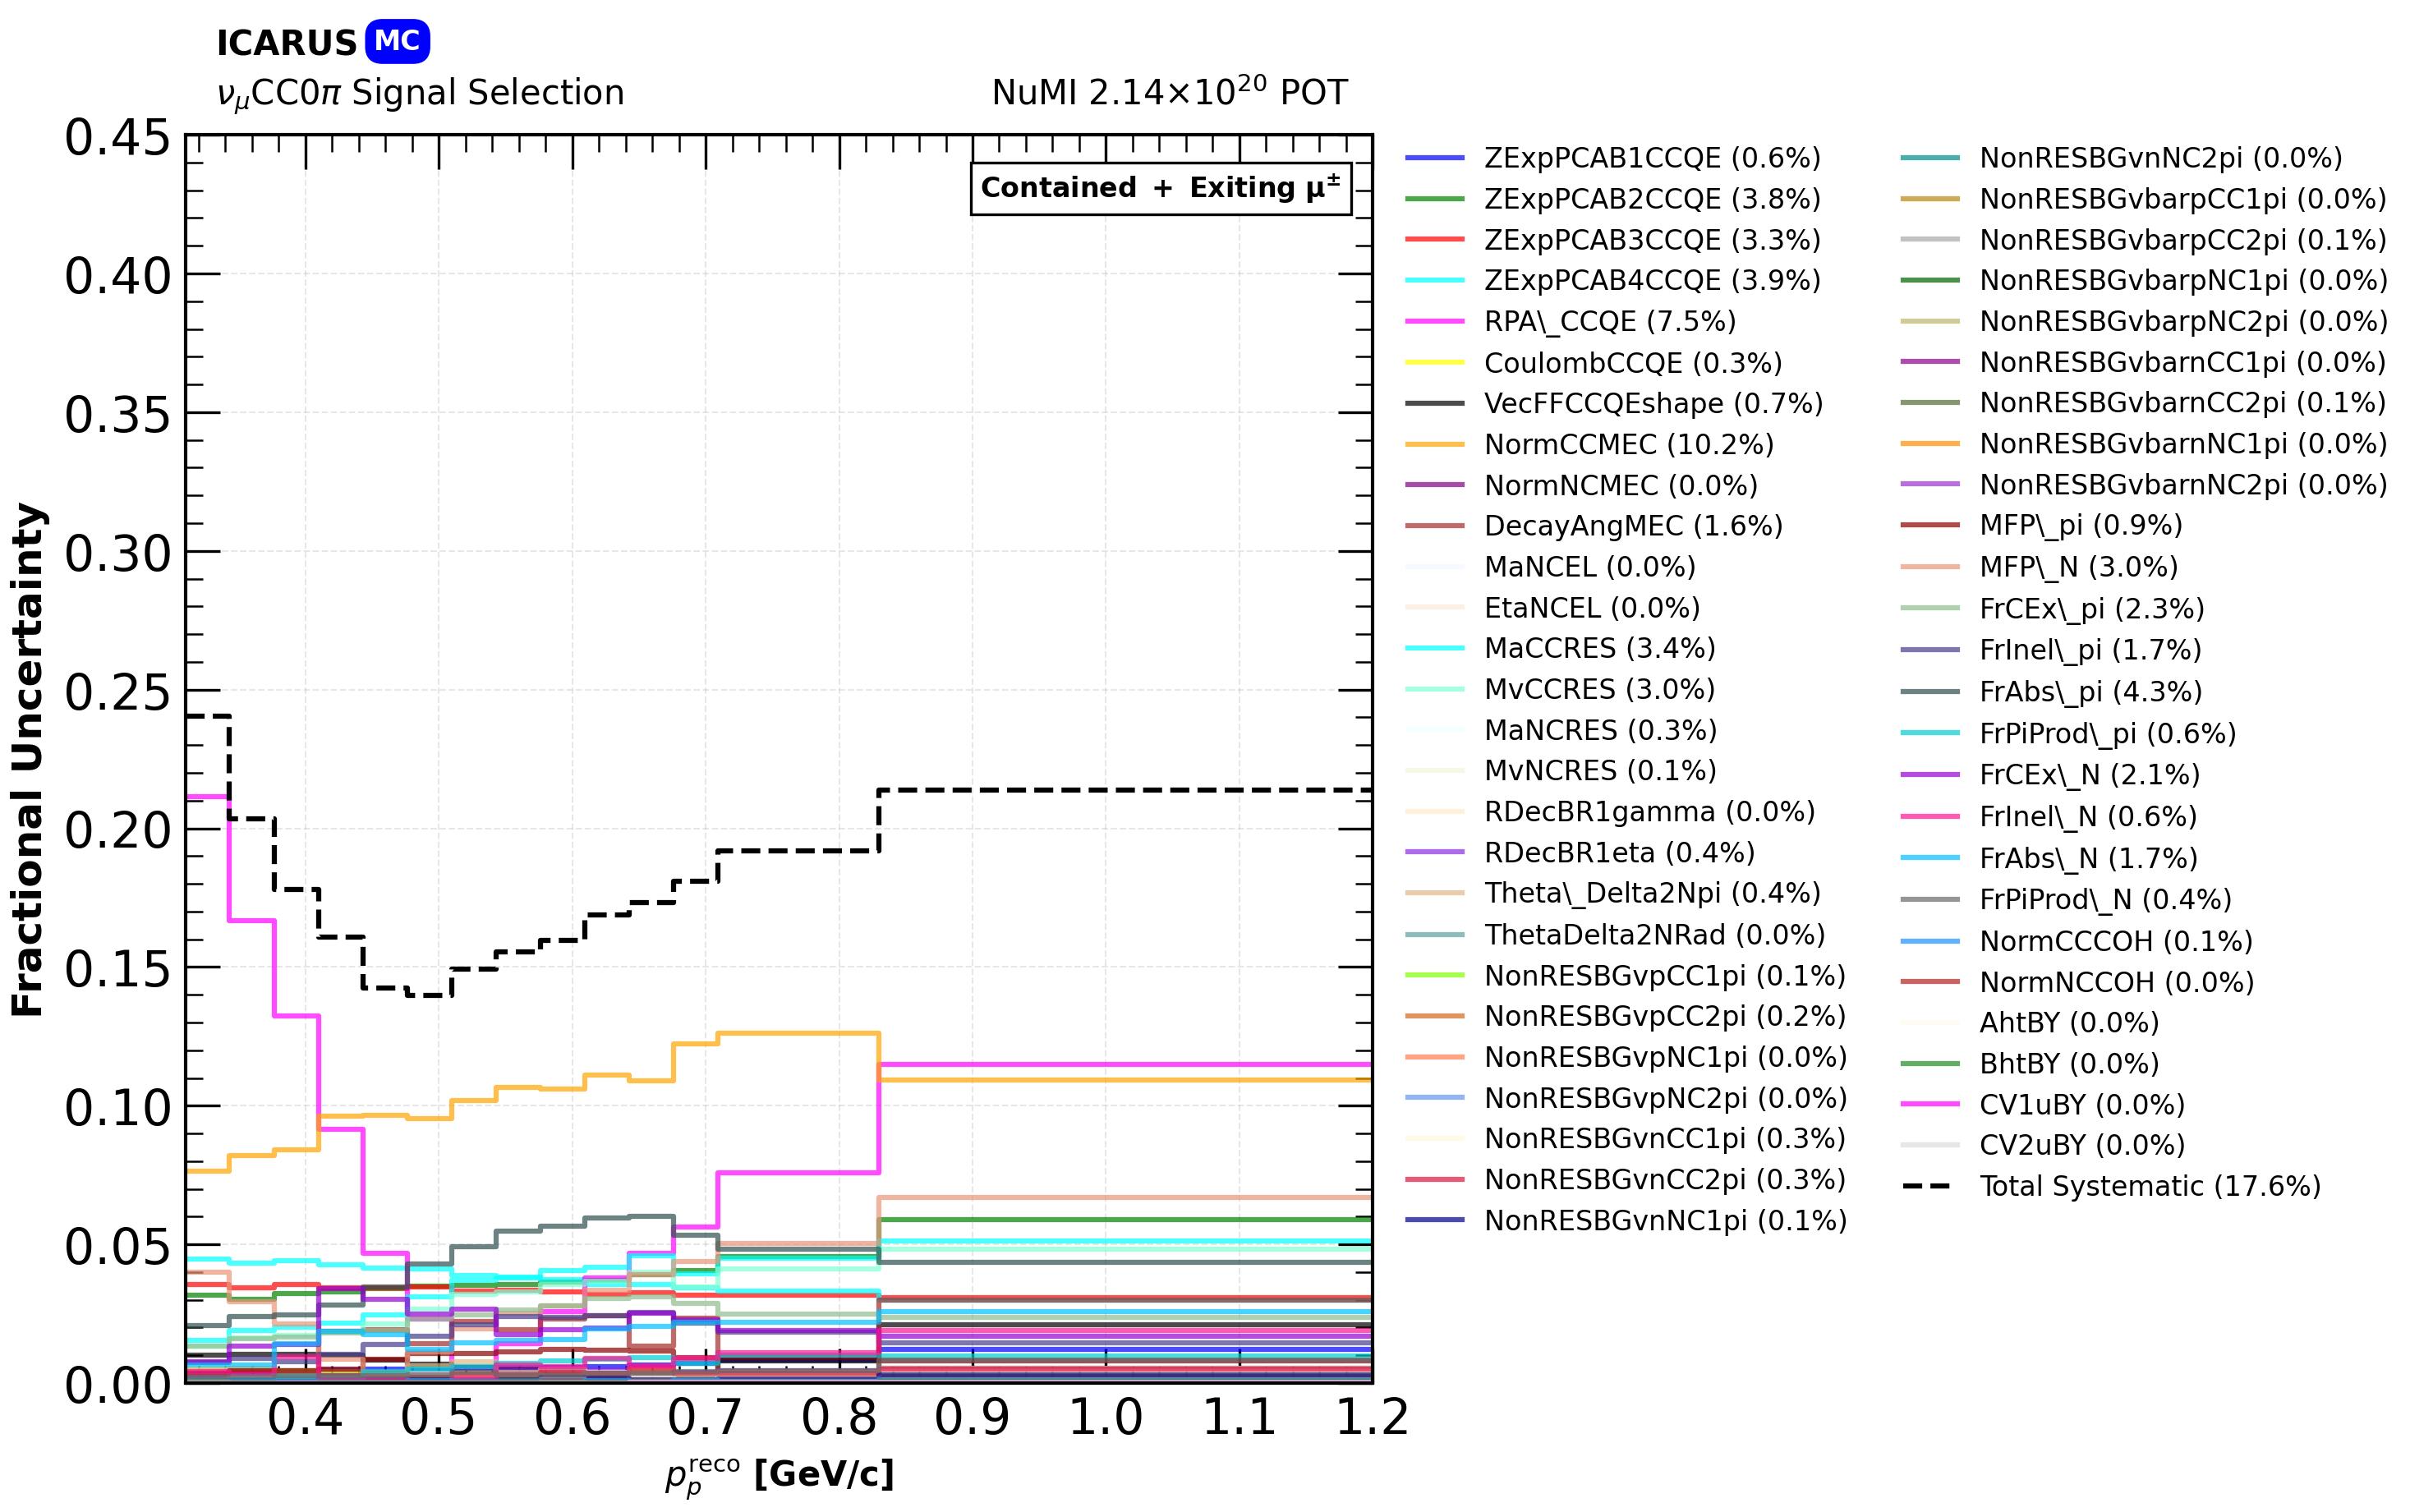 ICARUS MC
νμCC0π Signal Selection
NuMI 2.14×10²⁰ POT
Contained + Exiting μ±
Fractional Uncertainty
0.45
0.40
0.35
0.30
0.25
0.20
0.15
0.10
0.05
0.00
0.4 0.5 0.6 0.7 0.8 0.9 1.0 1.1 1.2
p_p^reco [GeV/c]
ZExpPCAB1CCQE (0.6%)
ZExpPCAB2CCQE (3.8%)
ZExpPCAB3CCQE (3.3%)
ZExpPCAB4CCQE (3.9%)
RPA\_CCQE (7.5%)
CoulombCCQE (0.3%)
VecFFCCQEshape (0.7%)
NormCCMEC (10.2%)
NormNCMEC (0.0%)
DecayAngMEC (1.6%)
MaNCEL (0.0%)
EtaNCEL (0.0%)
MaCCRES (3.4%)
MvCCRES (3.0%)
MaNCRES (0.3%)
MvNCRES (0.1%)
RDecBR1gamma (0.0%)
RDecBR1eta (0.4%)
Theta\_Delta2Npi (0.4%)
ThetaDelta2NRad (0.0%)
NonRESBGvpCC1pi (0.1%)
NonRESBGvpCC2pi (0.2%)
NonRESBGvpNC1pi (0.0%)
NonRESBGvpNC2pi (0.0%)
NonRESBGvnCC1pi (0.3%)
NonRESBGvnCC2pi (0.3%)
NonRESBGvnNC1pi (0.1%)
NonRESBGvnNC2pi (0.0%)
NonRESBGvbarpCC1pi (0.0%)
NonRESBGvbarpCC2pi (0.1%)
NonRESBGvbarpNC1pi (0.0%)
NonRESBGvbarpNC2pi (0.0%)
NonRESBGvbarnCC1pi (0.0%)
NonRESBGvbarnCC2pi (0.1%)
NonRESBGvbarnNC1pi (0.0%)
NonRESBGvbarnNC2pi (0.0%)
MFP\_pi (0.9%)
MFP\_N (3.0%)
FrCEx\_pi (2.3%)
FrInel\_pi (1.7%)
FrAbs\_pi (4.3%)
FrPiProd\_pi (0.6%)
FrCEx\_N (2.1%)
FrInel\_N (0.6%)
FrAbs\_N (1.7%)
FrPiProd\_N (0.4%)
NormCCCOH (0.1%)
NormNCCOH (0.0%)
AhtBY (0.0%)
BhtBY (0.0%)
CV1uBY (0.0%)
CV2uBY (0.0%)
Total Systematic (17.6%)